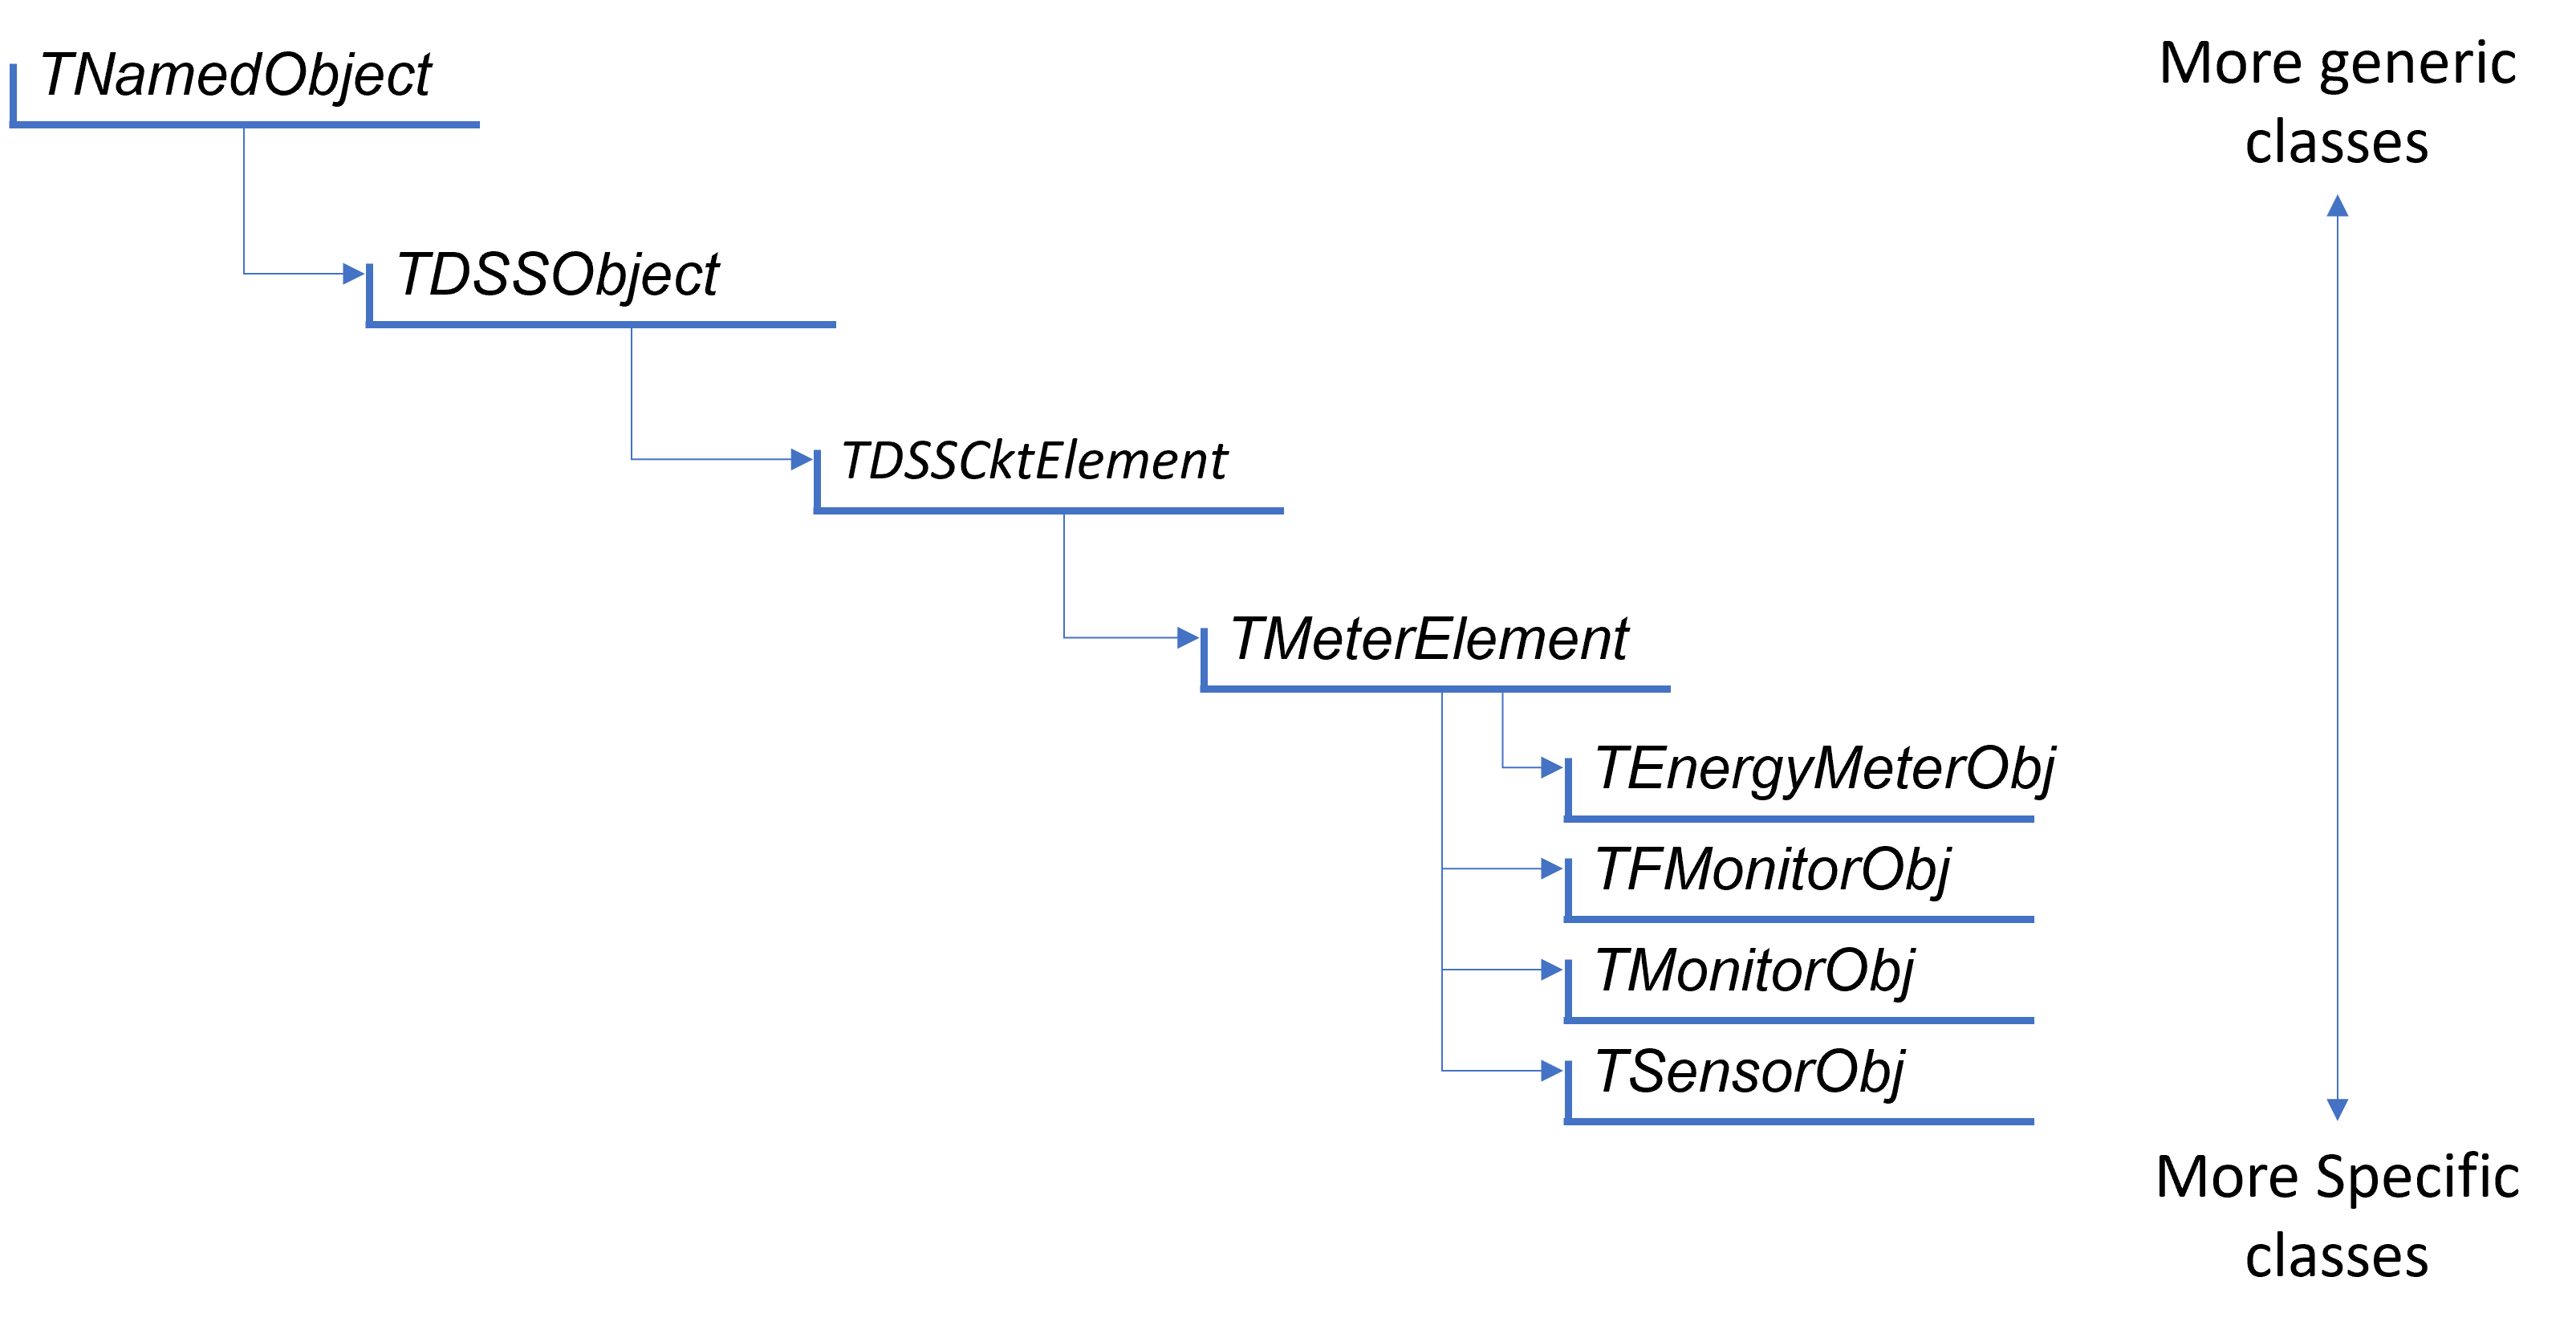 TNamedObject
TDSSObject
TDSSCktElement
TMeterElement
TEnergyMeterObj
TFMonitorObj
TMonitorObj
TSensorObj
More generic
classes
More Specific
classes